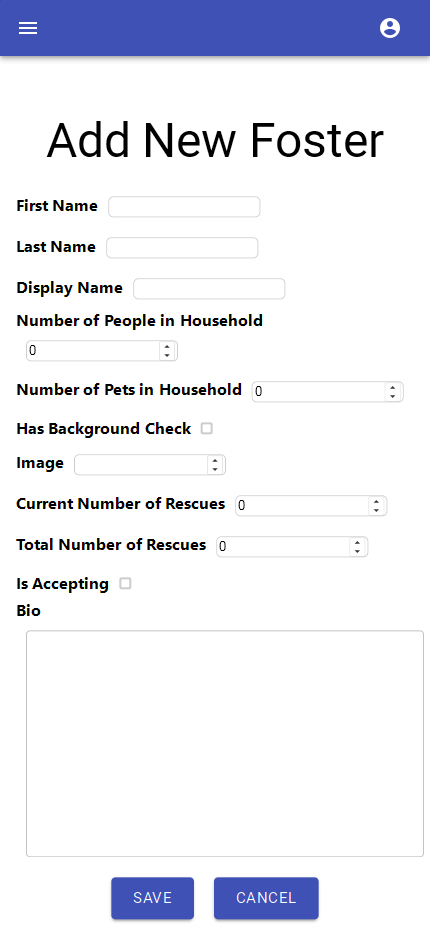 Add New Foster
First Name
Last Name
Display Name
Number of People in Household
0
Number of Pets in Household 0
Has Background Check
Image
Current Number of Rescues 0
Total Number of Rescues 0
Is Accepting
Bio
SAVE CANCEL